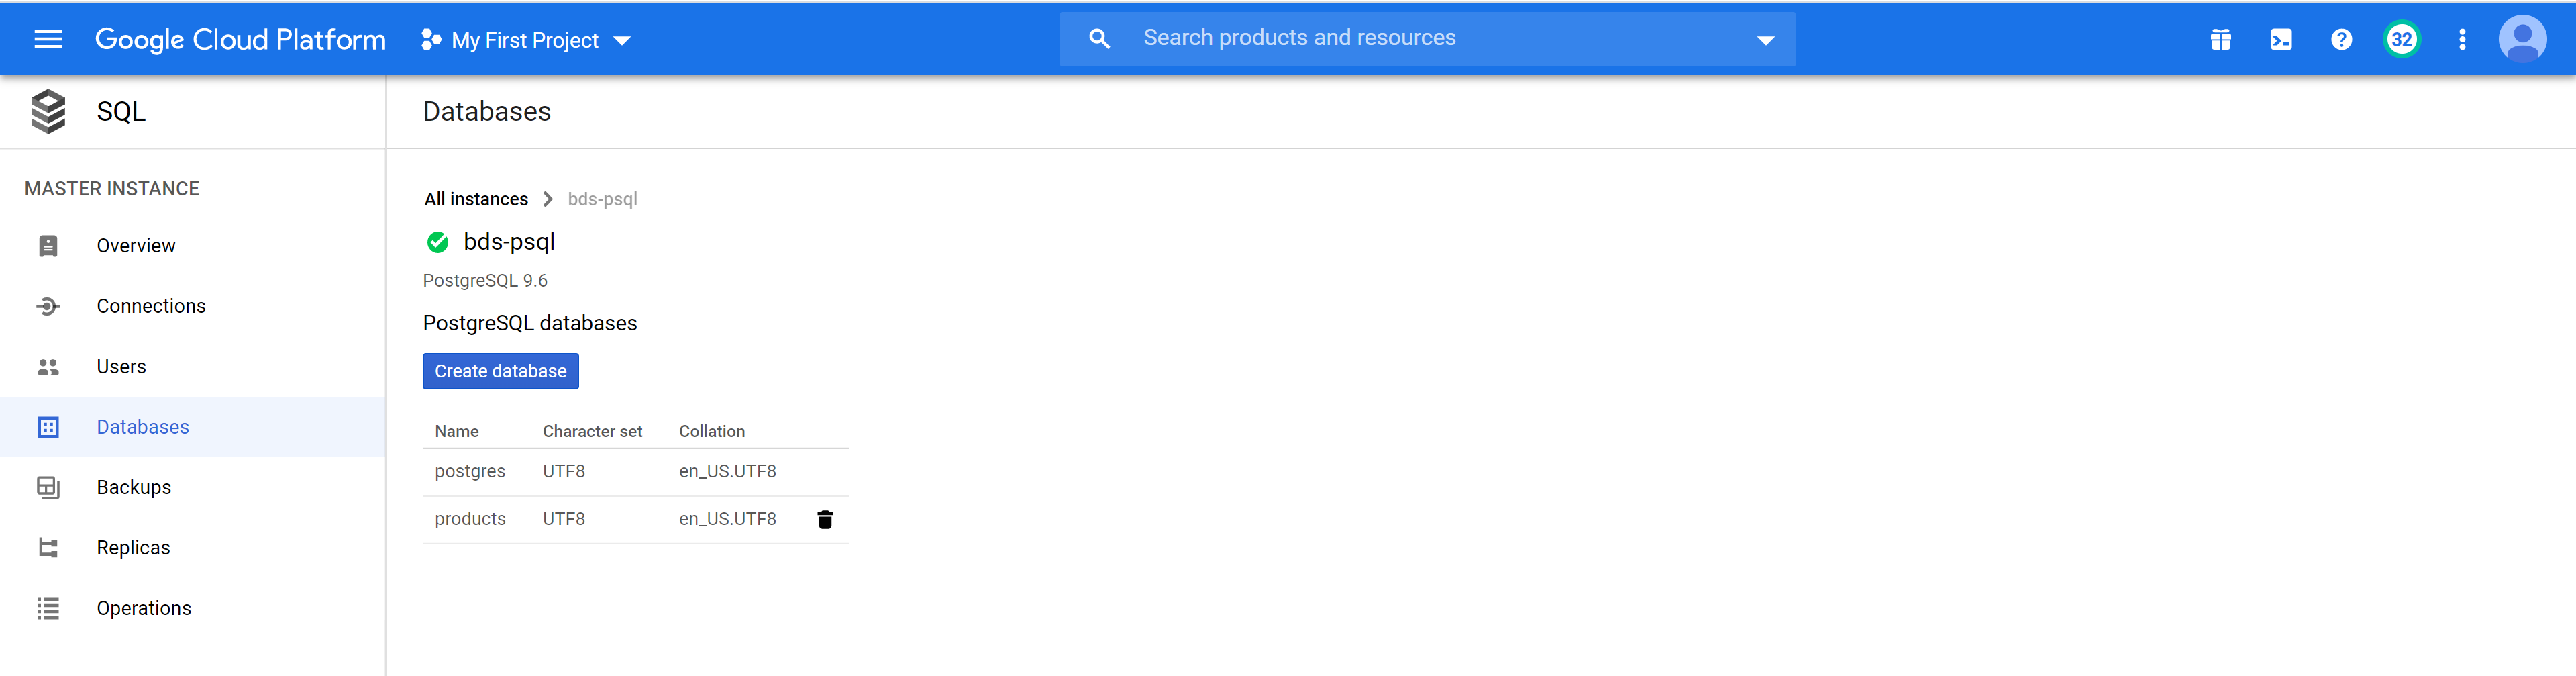 Google Cloud Platform
My First Project
Search products and resources
?
32
SQL
Databases
MASTER INSTANCE
Overview
Connections
Users
Databases
Backups
Replicas
Operations
All instances > bds-psql
bds-psql
PostgreSQL 9.6
PostgreSQL databases
Create database
Name Character set Collation
postgres UTF8 en_US.UTF8
products UTF8 en_US.UTF8